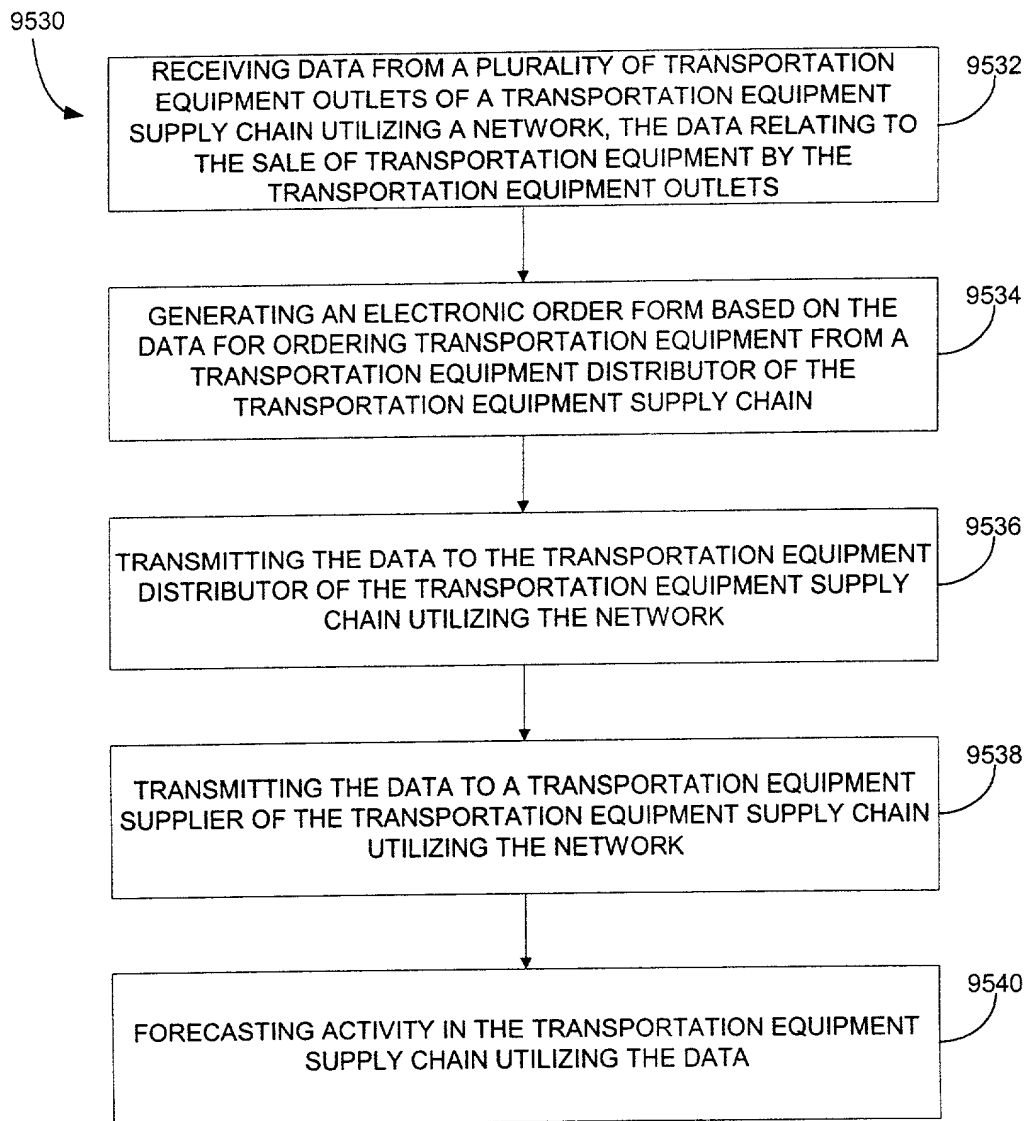 9530
RECEIVING DATA FROM A PLURALITY OF TRANSPORTATION
EQUIPMENT OUTLETS OF A TRANSPORTATION EQUIPMENT
SUPPLY CHAIN UTILIZING A NETWORK, THE DATA RELATING TO
THE SALE OF TRANSPORTATION EQUIPMENT BY THE
TRANSPORTATION EQUIPMENT OUTLETS
9532
GENERATING AN ELECTRONIC ORDER FORM BASED ON THE
DATA FOR ORDERING TRANSPORTATION EQUIPMENT FROM A
TRANSPORTATION EQUIPMENT DISTRIBUTOR OF THE
TRANSPORTATION EQUIPMENT SUPPLY CHAIN
9534
TRANSMITTING THE DATA TO THE TRANSPORTATION EQUIPMENT
DISTRIBUTOR OF THE TRANSPORTATION EQUIPMENT SUPPLY
CHAIN UTILIZING THE NETWORK
9536
TRANSMITTING THE DATA TO A TRANSPORTATION EQUIPMENT
SUPPLIER OF THE TRANSPORTATION EQUIPMENT SUPPLY CHAIN
UTILIZING THE NETWORK
9538
FORECASTING ACTIVITY IN THE TRANSPORTATION EQUIPMENT
SUPPLY CHAIN UTILIZING THE DATA
9540